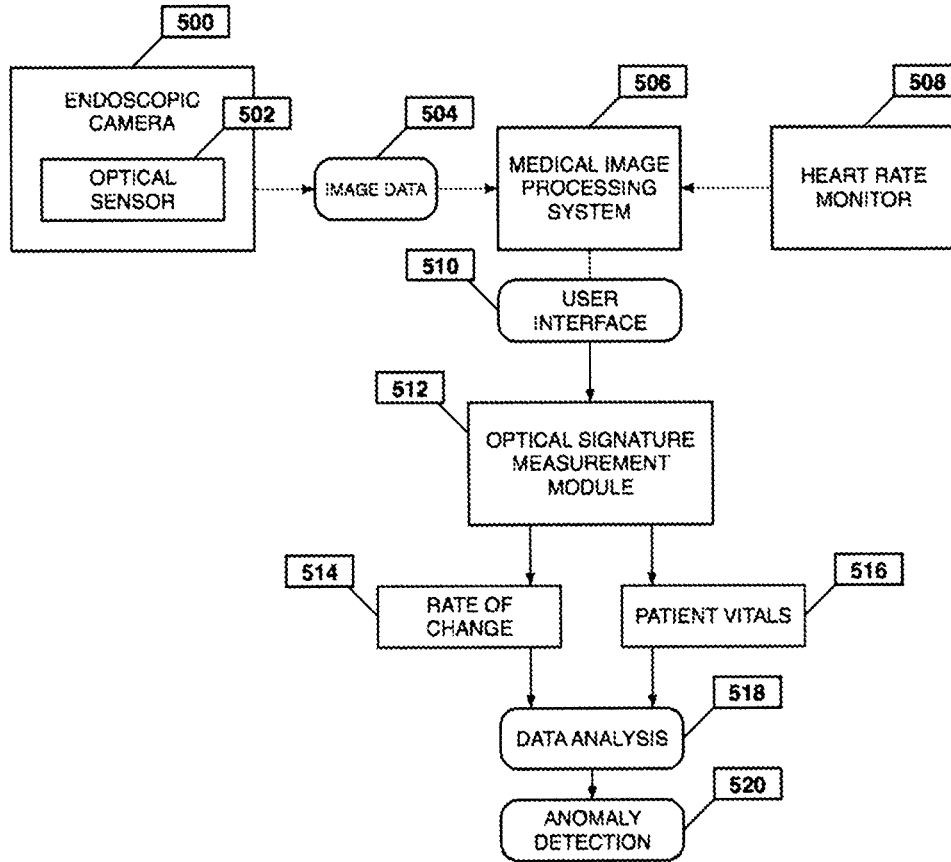 500
ENDOSCOPIC
CAMERA
502
OPTICAL
SENSOR
504
IMAGE DATA
506
MEDICAL IMAGE
PROCESSING
SYSTEM
508
HEART RATE
MONITOR
510
USER
INTERFACE
512
OPTICAL SIGNATURE
MEASUREMENT
MODULE
514
RATE OF
CHANGE
516
PATIENT VITALS
518
DATA ANALYSIS
520
ANOMALY
DETECTION